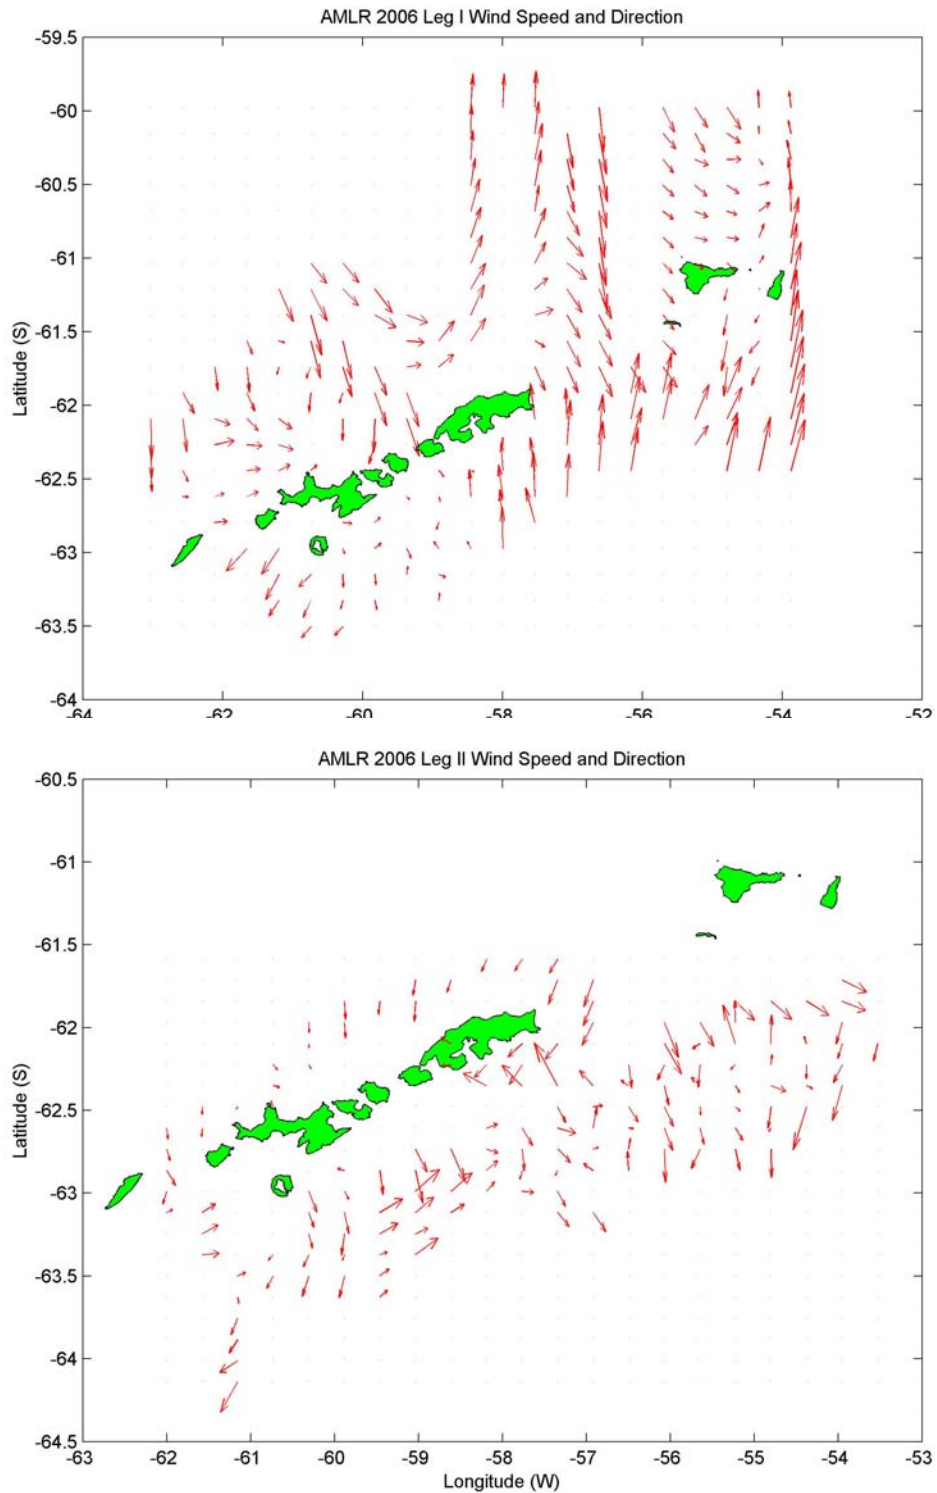 AMLR 2006 Leg I Wind Speed and Direction
-59.5
-60
-60.5
-61
-61.5
-62
-62.5
-63
-63.5
-64
Latitude (S)
-64 -62 -60 -58 -56 -54 -52
AMLR 2006 Leg II Wind Speed and Direction
-60.5
-61
-61.5
-62
-62.5
-63
-63.5
-64
-64.5
Latitude (S)
-63 -62 -61 -60 -59 -58 -57 -56 -55 -54 -53
Longitude (W)